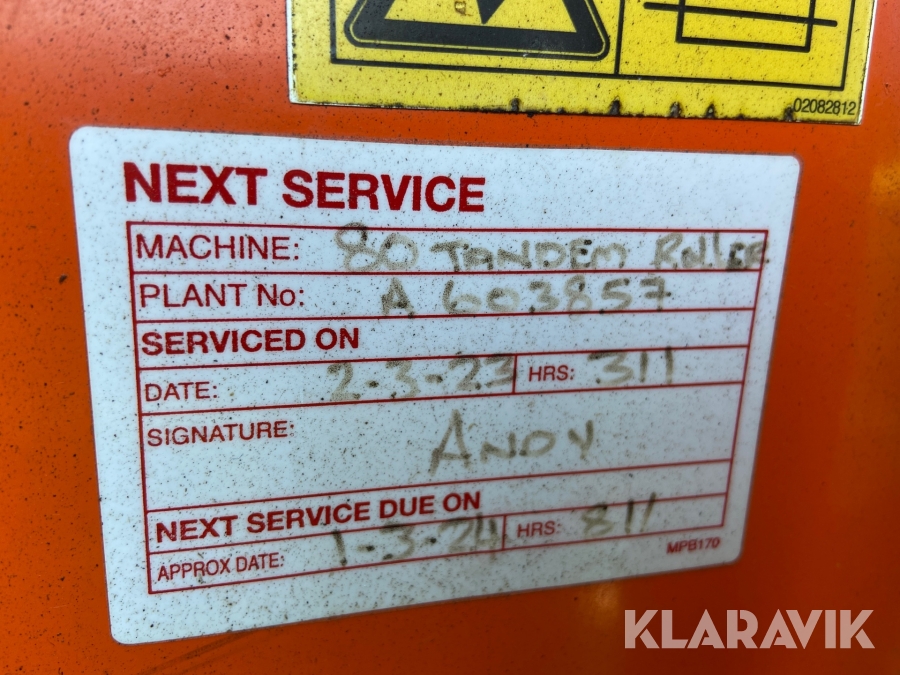 02082812
NEXT SERVICE
MACHINE: 80 TANDEM Roller
PLANT No: A 603857
SERVICED ON
DATE: 2-3-23 HRS: 311
SIGNATURE: ANDY
NEXT SERVICE DUE ON
APPROX DATE: 1-3-24 HRS: 811
MPB170
KLARAVIK